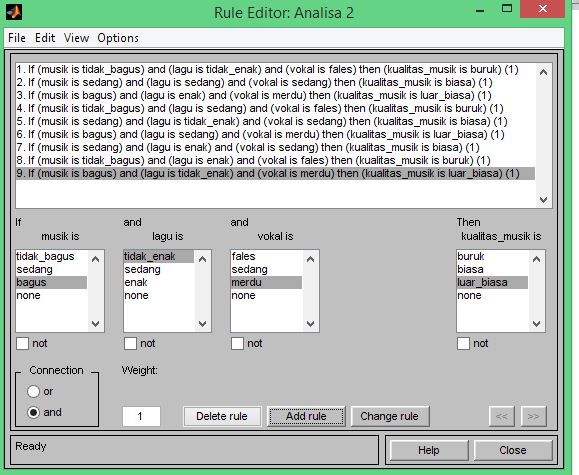 Rule Editor: Analisa 2
File Edit View Options
1. If (musik is tidak_bagus) and (lagu is tidak_enak) and (vokal is fales) then (kualitas_musik is buruk) (1)
2. If (musik is sedang) and (lagu is sedang) and (vokal is sedang) then (kualitas_musik is biasa) (1)
3. If (musik is bagus) and (lagu is enak) and (vokal is merdu) then (kualitas_musik is luar_biasa) (1)
4. If (musik is tidak_bagus) and (lagu is sedang) and (vokal is fales) then (kualitas_musik is buruk) (1)
5. If (musik is sedang) and (lagu is tidak_enak) and (vokal is sedang) then (kualitas_musik is biasa) (1)
6. If (musik is bagus) and (lagu is sedang) and (vokal is merdu) then (kualitas_musik is luar_biasa) (1)
7. If (musik is sedang) and (lagu is enak) and (vokal is sedang) then (kualitas_musik is biasa) (1)
8. If (musik is tidak_bagus) and (lagu is enak) and (vokal is fales) then (kualitas_musik is buruk) (1)
9. If (musik is bagus) and (lagu is tidak_enak) and (vokal is merdu) then (kualitas_musik is luar_biasa) (1)
If and and Then
musik is lagu is vokal is kualitas_musik is
tidak_bagus tidak_enak fales buruk
sedang sedang sedang biasa
bagus enak merdu luar_biasa
none none none none
not not not not
Connection Weight:
or
and 1 Delete rule Add rule Change rule << >>
Ready Help Close